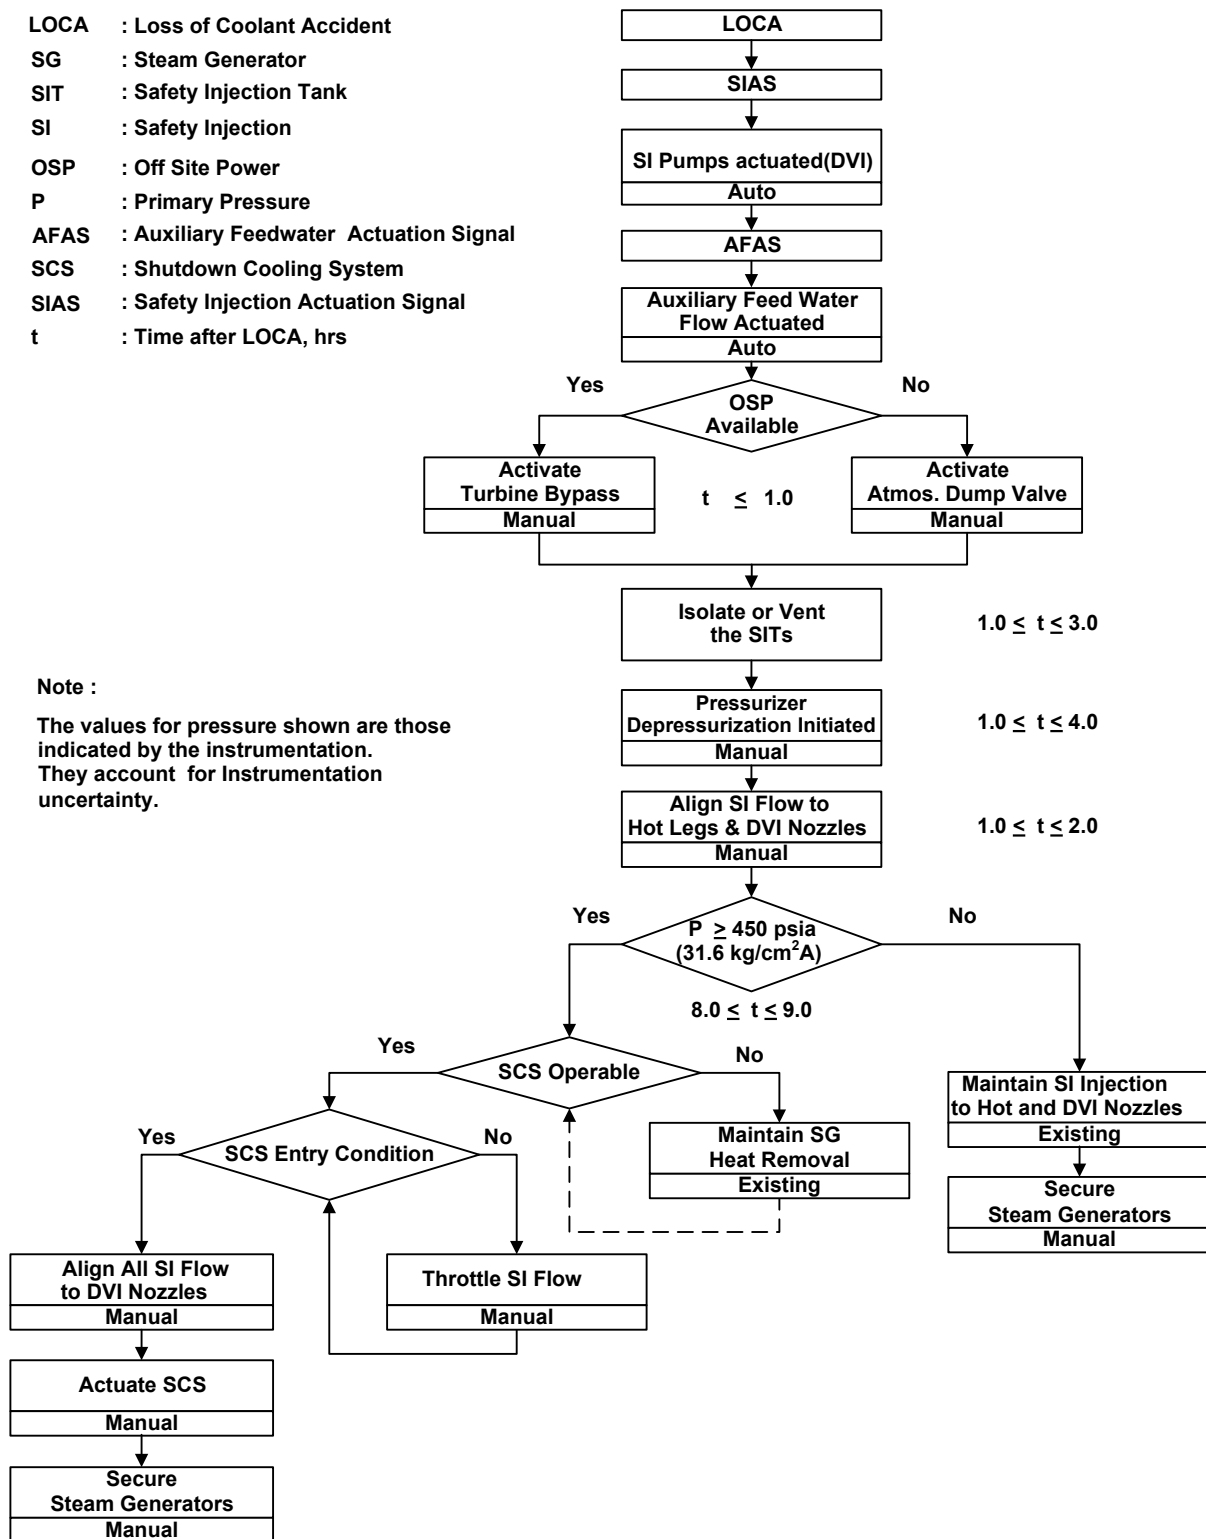 LOCA : Loss of Coolant Accident
SG : Steam Generator
SIT : Safety Injection Tank
SI : Safety Injection
OSP : Off Site Power
P : Primary Pressure
AFAS : Auxiliary Feedwater Actuation Signal
SCS : Shutdown Cooling System
SIAS : Safety Injection Actuation Signal
t : Time after LOCA, hrs
LOCA
SIAS
SI Pumps actuated(DVI)
Auto
AFAS
Auxiliary Feed Water
Flow Actuated
Auto
Yes
No
OSP
Available
Activate
Turbine Bypass
Manual
t ≤ 1.0
Activate
Atmos. Dump Valve
Manual
Isolate or Vent
the SITs
1.0 ≤ t ≤ 3.0
Note :
The values for pressure shown are those
indicated by the instrumentation.
They account for Instrumentation
uncertainty.
Pressurizer
Depressurization Initiated
Manual
1.0 ≤ t ≤ 4.0
Align SI Flow to
Hot Legs & DVI Nozzles
Manual
1.0 ≤ t ≤ 2.0
Yes
No
P ≥ 450 psia
(31.6 kg/cm²A)
8.0 ≤ t ≤ 9.0
Yes
No
SCS Operable
Maintain SI Injection
to Hot and DVI Nozzles
Existing
Secure
Steam Generators
Manual
Yes
No
SCS Entry Condition
Maintain SG
Heat Removal
Existing
Align All SI Flow
to DVI Nozzles
Manual
Throttle SI Flow
Manual
Actuate SCS
Manual
Secure
Steam Generators
Manual